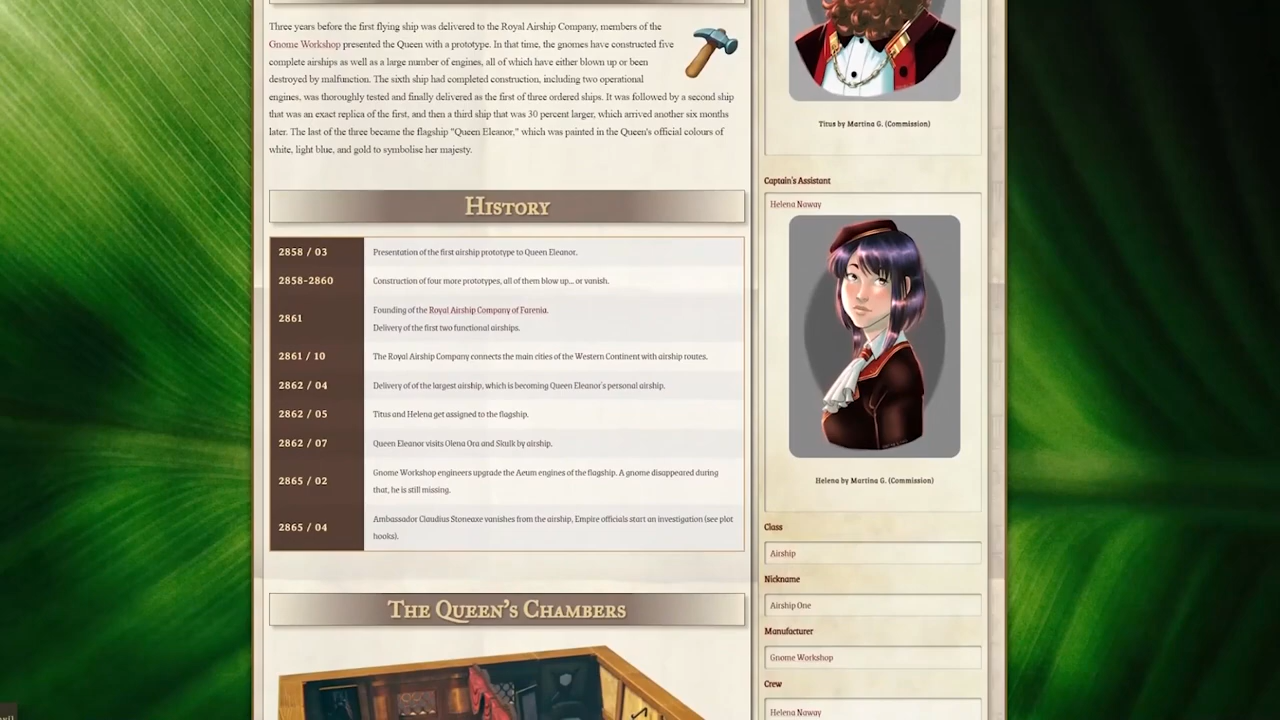 Three years before the first flying ship was delivered to the Royal Airship Company, members of the
Gnome Workshop presented the Queen with a prototype. In that time, the gnomes have constructed five
complete airships as well as a large number of engines, all of which have either blown up or been
destroyed by malfunction. The sixth ship had completed construction, including two operational
engines, was thoroughly tested and finally delivered as the first of three ordered ships. It was followed by a second ship
that was an exact replica of the first, and then a third ship that was 30 percent larger, which arrived another six months
later. The last of the three became the flagship "Queen Eleanor," which was painted in the Queen's official colours of
white, light blue, and gold to symbolise her majesty.
History
2858 / 03 Presentation of the first airship prototype to Queen Eleanor.
2858-2860 Construction of four more prototypes, all of them blow up... or vanish.
2861 Founding of the Royal Airship Company of Farenia.
Delivery of the first two functional airships.
2861 / 10 The Royal Airship Company connects the main cities of the Western Continent with airship routes.
2862 / 04 Delivery of of the largest airship, which is becoming Queen Eleanor's personal airship.
2862 / 05 Titus and Helena get assigned to the flagship.
2862 / 07 Queen Eleanor visits Olena Ora and Skulk by airship.
2865 / 02 Gnome Workshop engineers upgrade the Aeum engines of the flagship. A gnome disappeared during
that, he is still missing.
2865 / 04 Ambassador Claudius Stoneaxe vanishes from the airship, Empire officials start an investigation (see plot
hooks).
The Queen's Chambers
Titus by Martina G. (Commission)
Captain's Assistant
Helena Naway
Helena by Martina G. (Commission)
Class
Airship
Nickname
Airship One
Manufacturer
Gnome Workshop
Crew
Helena Naway